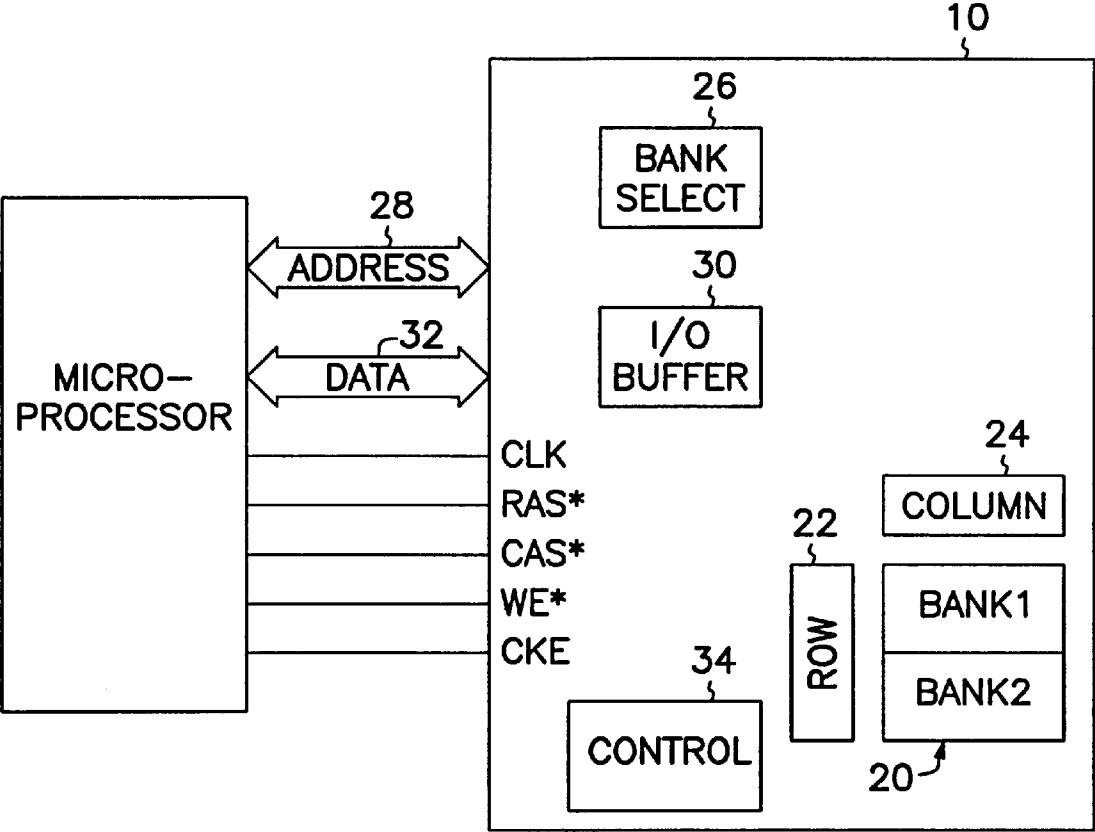 10
26
BANK
SELECT
28
ADDRESS
30
I/O
BUFFER
32
DATA
MICRO-
PROCESSOR
CLK
RAS*
CAS*
WE*
CKE
24
COLUMN
22
ROW
BANK1
BANK2
20
34
CONTROL